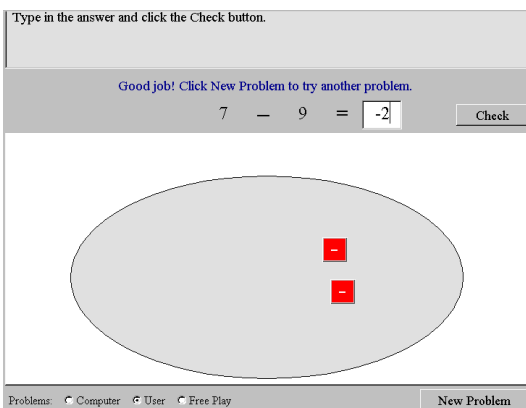 Type in the answer and click the Check button.
Good job! Click New Problem to try another problem.
7 – 9 = -2
Check
–
–
Problems: Computer User Free Play
New Problem